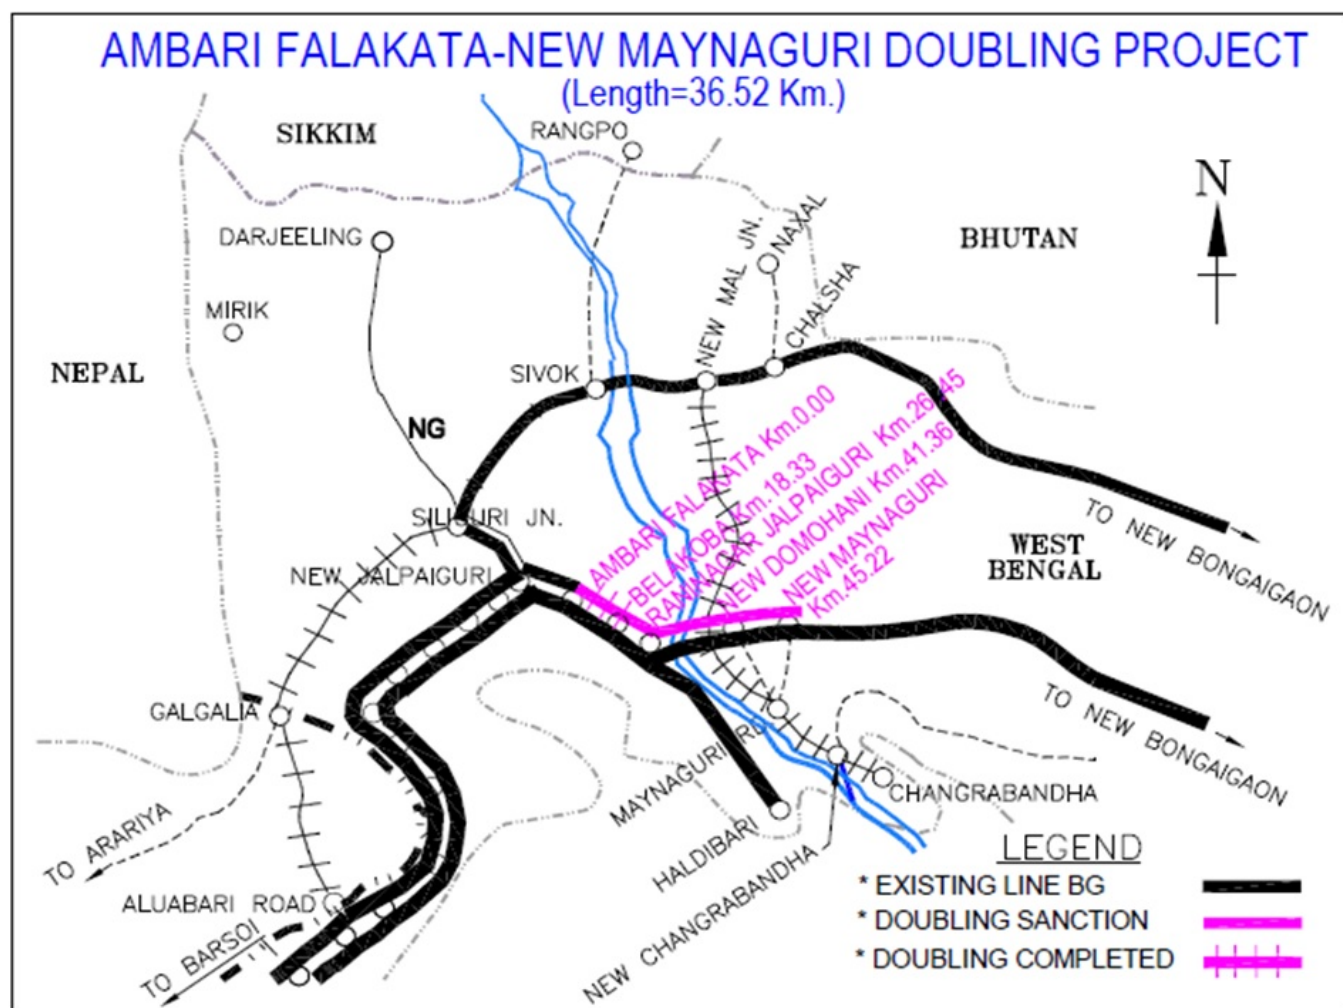 AMBARI FALAKATA-NEW MAYNAGURI DOUBLING PROJECT
(Length=36.52 Km.)
SIKKIM
RANGPO
N
DARJEELING
NEW MAL JN.
NAXAL
BHUTAN
MIRIK
CHALSHA
NEPAL
SIVOK
NG
AMBARI FALAKATA Km.0.00
BELAKOBA Km.18.33
RANINAGAR JALPAIGURI Km.26.45
NEW DOMOHANI Km.41.36
NEW MAYNAGURI
Km.45.22
TO NEW BONGAIGAON
SILIGURI JN.
WEST
BENGAL
NEW JALPAIGURI
GALGALIA
TO NEW BONGAIGAON
MAYNAGURI RD
CHANGRABANDHA
TO ARARIYA
HALDIBARI
NEW CHANGRABANDHA
ALUABARI ROAD
TO BARSOI
LEGEND
* EXISTING LINE BG
* DOUBLING SANCTION
* DOUBLING COMPLETED